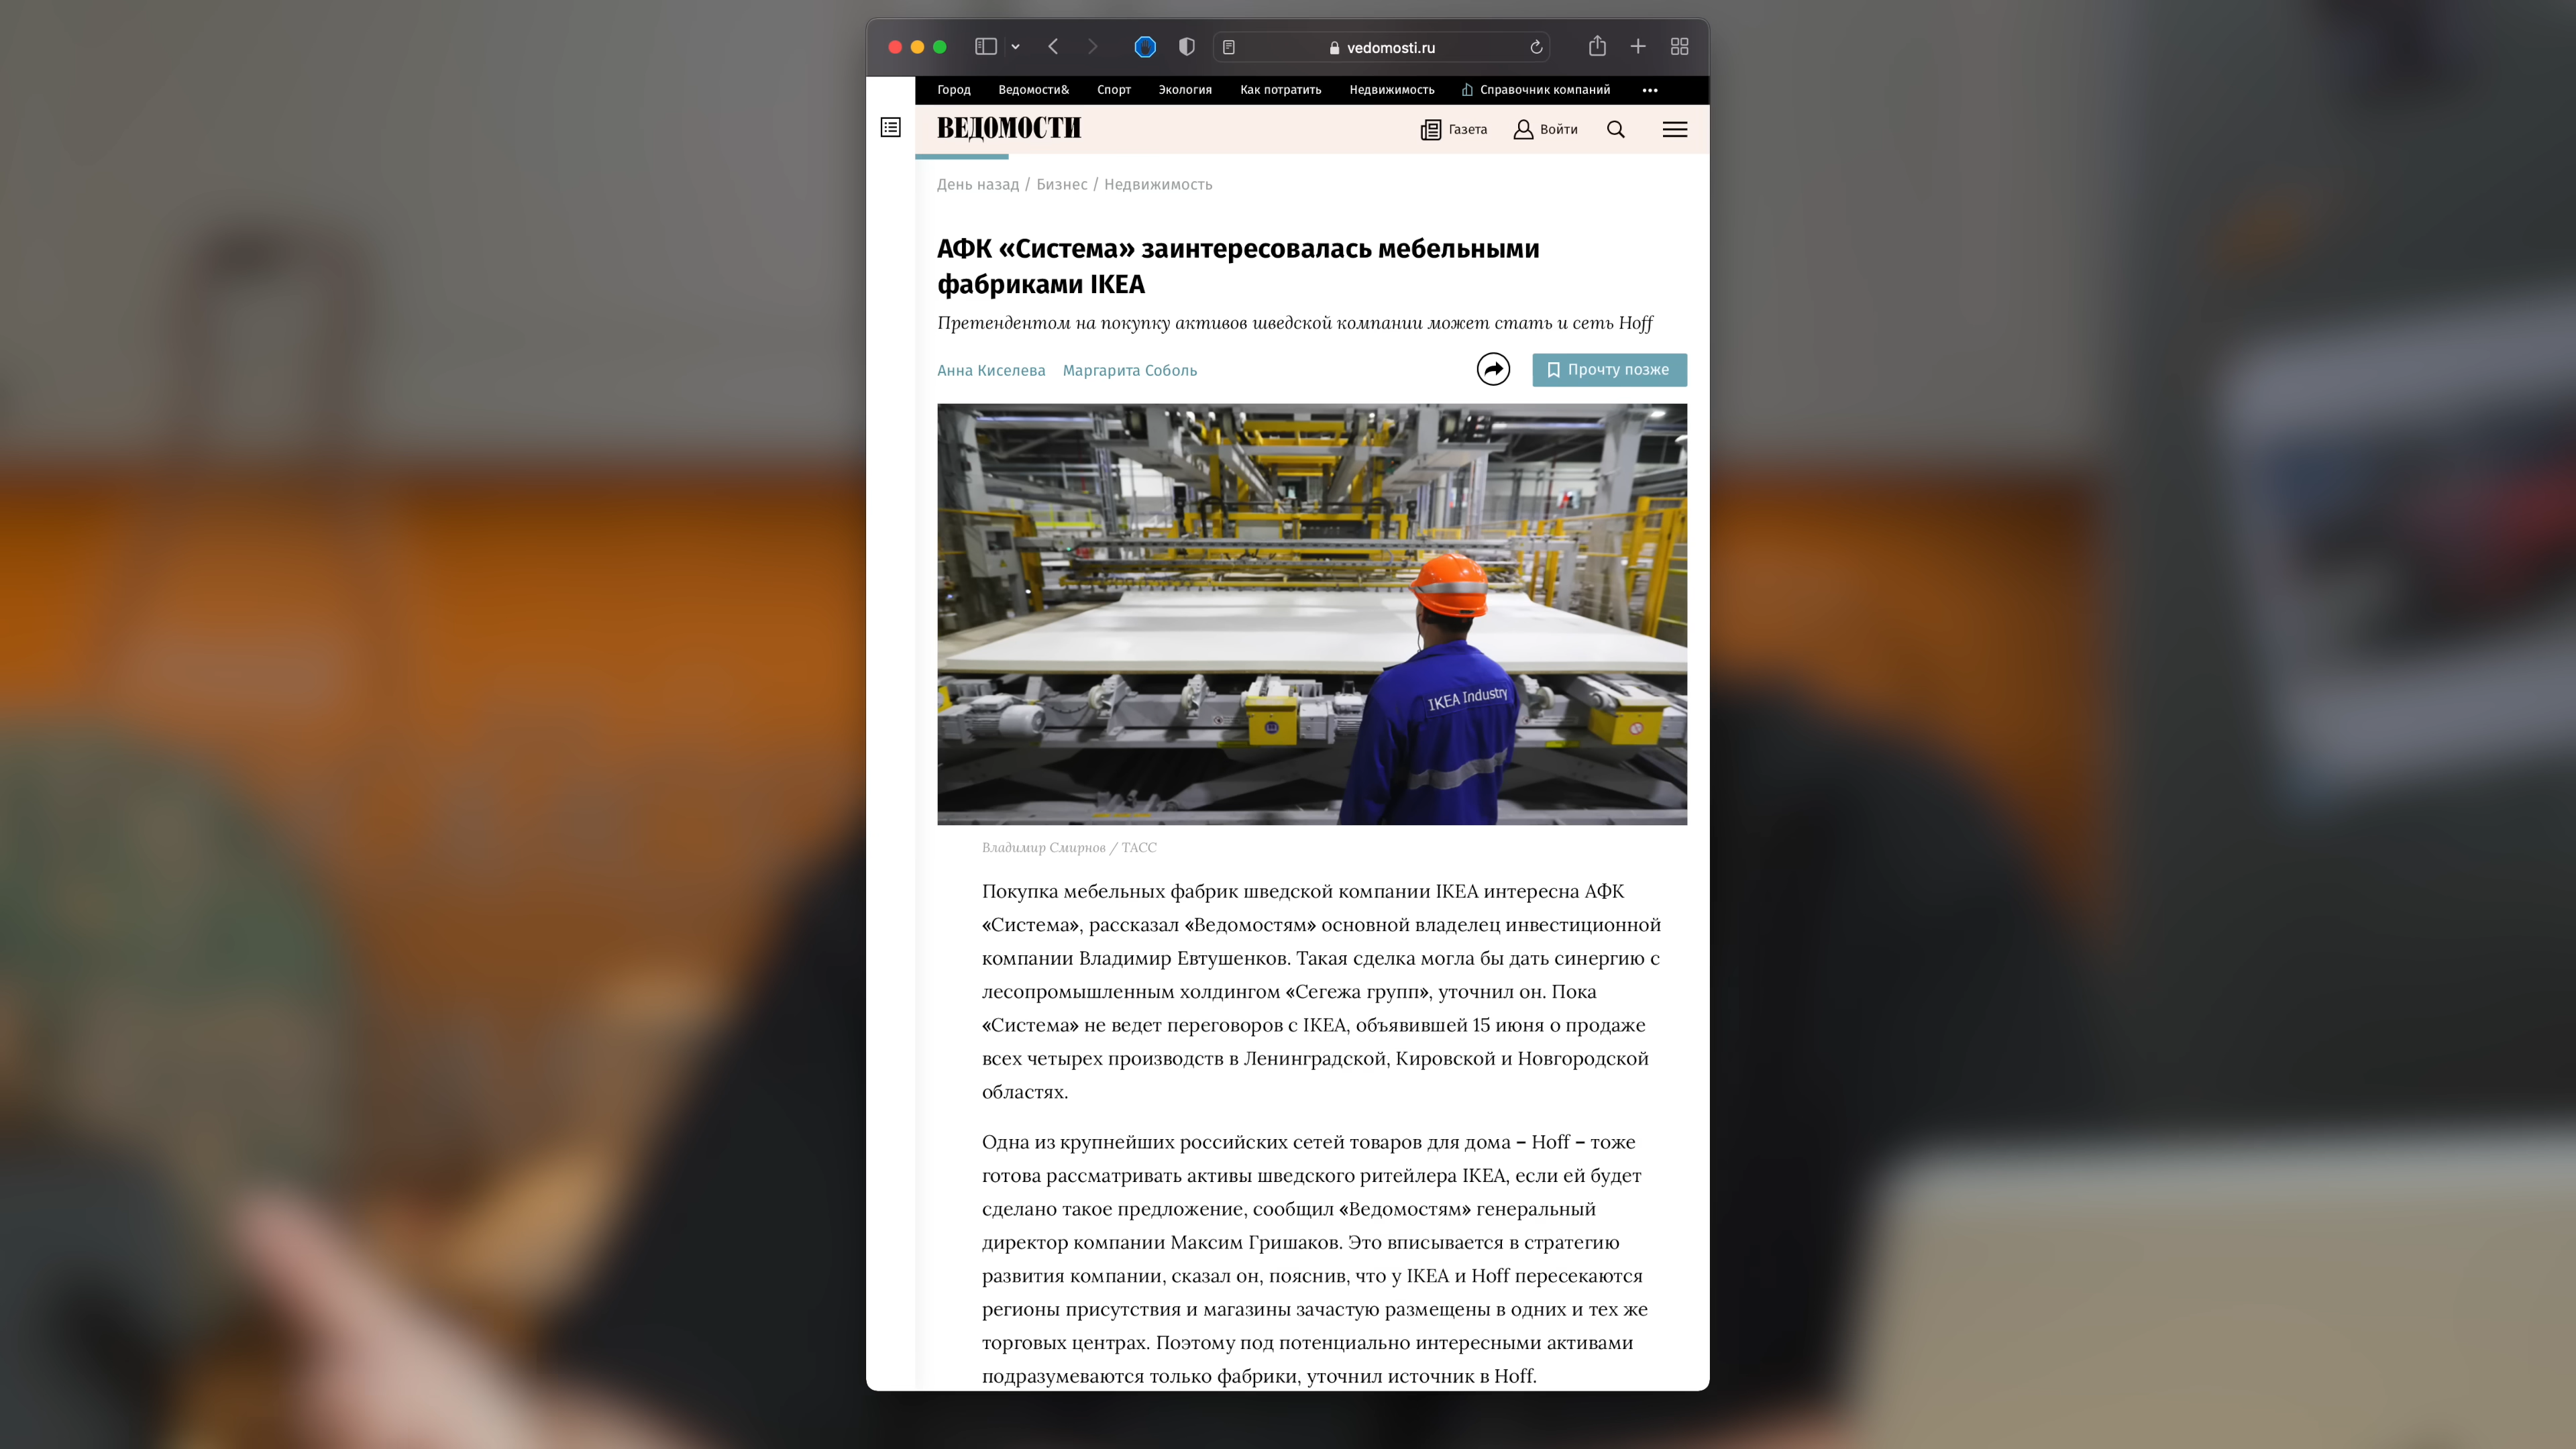 vedomosti.ru
Город Ведомости& Спорт Экология Как потратить Недвижимость Справочник компаний
ВЕДОМОСТИ Газета Войти
День назад / Бизнес / Недвижимость
АФК «Система» заинтересовалась мебельными
фабриками IKEA
Претендентом на покупку активов шведской компании может стать и сеть Hoff
Анна Киселева Маргарита Соболь Прочту позже
IKEA Industry
Владимир Смирнов / ТАСС
Покупка мебельных фабрик шведской компании IKEA интересна АФК
«Система», рассказал «Ведомостям» основной владелец инвестиционной
компании Владимир Евтушенков. Такая сделка могла бы дать синергию с
лесопромышленным холдингом «Сегежа групп», уточнил он. Пока
«Система» не ведет переговоров с IKEA, объявившей 15 июня о продаже
всех четырех производств в Ленинградской, Кировской и Новгородской
областях.
Одна из крупнейших российских сетей товаров для дома – Hoff – тоже
готова рассматривать активы шведского ритейлера IKEA, если ей будет
сделано такое предложение, сообщил «Ведомостям» генеральный
директор компании Максим Гришаков. Это вписывается в стратегию
развития компании, сказал он, пояснив, что у IKEA и Hoff пересекаются
регионы присутствия и магазины зачастую размещены в одних и тех же
торговых центрах. Поэтому под потенциально интересными активами
подразумеваются только фабрики, уточнил источник в Hoff.